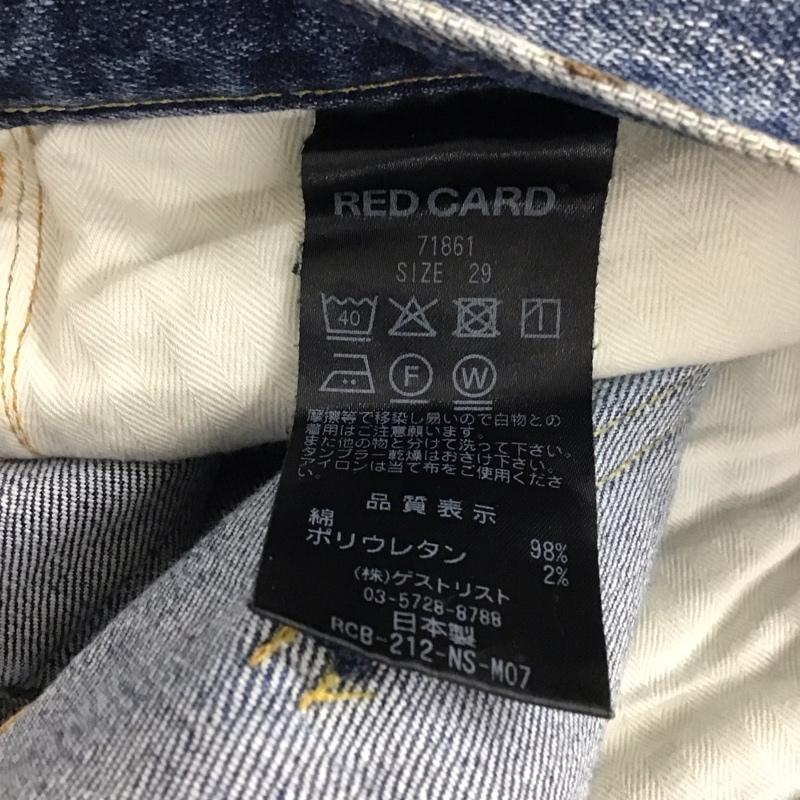 RED CARD®
71861
SIZE 29
40
F W
摩擦等で移染し易いので白物との
着用はご注意願います。
また他の物と分けて洗って下さい。
タンブラー乾燥はおさけ下さい。
アイロンは当て布をご使用くださ
い。
品質表示
綿 98%
ポリウレタン 2%
(株)ゲストリスト
03-5728-8788
日本製
RCB-212-NS-M07